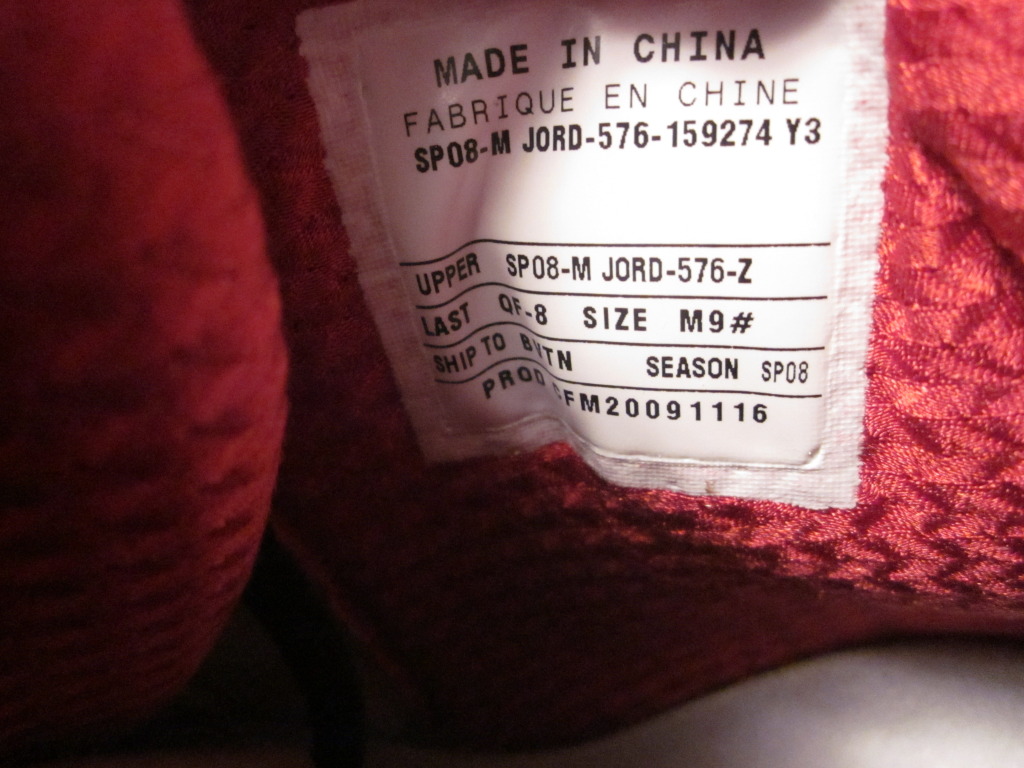 MADE IN CHINA
FABRIQUE EN CHINE
SP08-M JORD-576-159274 Y3
UPPER SP08-M JORD-576-Z
LAST QF-8 SIZE M9#
SHIP TO SEASON SP08
PROD CFM20091116